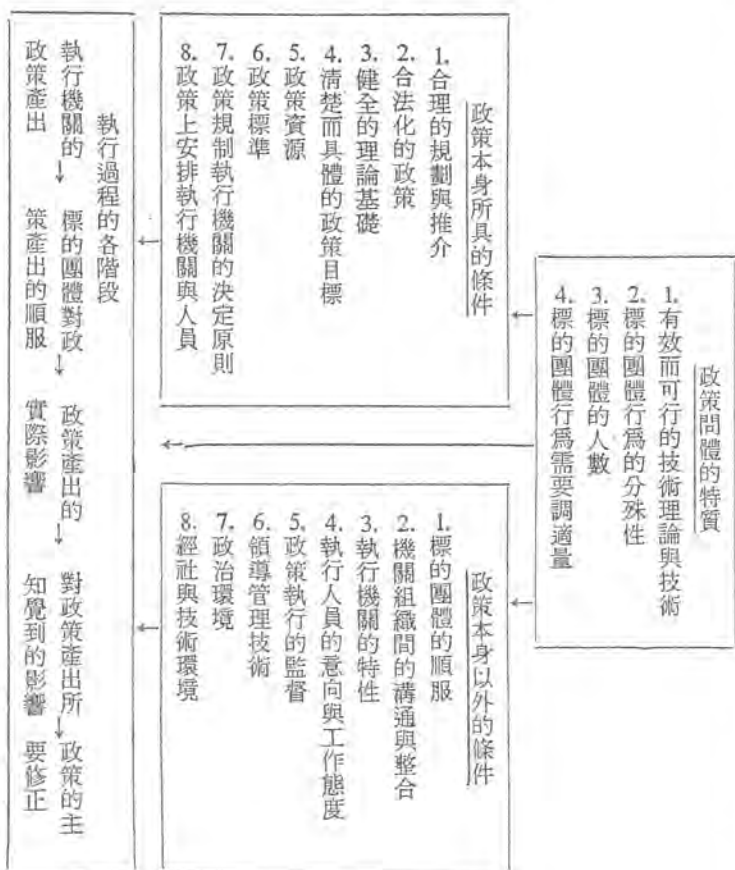 政策問體的特質
1. 有效而可行的技術理論與技術
2. 標的團體行爲的分殊性
3. 標的團體的人數
4. 標的團體行爲需要調適量
政策本身所具的條件
1. 合理的規劃與推介
2. 合法化的政策
3. 健全的理論基礎
4. 清楚而具體的政策目標
5. 政策資源
6. 政策標準
7. 政策規制執行機關的決定原則
8. 政策上安排執行機關與人員
政策本身以外的條件
1. 標的團體的順服
2. 機關組織間的溝通與整合
3. 執行機關的特性
4. 執行人員的意向與工作態度
5. 政策執行的監督
6. 領導管理技術
7. 政治環境
8. 經社與技術環境
執行過程的各階段
執行機關的
政策產出
標的團體對政
策產出的順服
政策產出的
實際影響
對政策產出所
知覺到的影響
政策的主
要修正